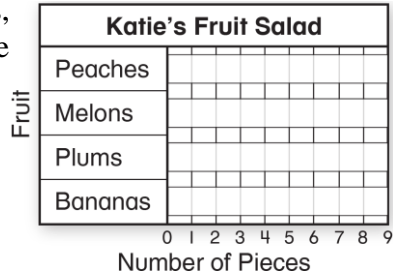 s,
e
Katie's Fruit Salad
Fruit
Peaches
Melons
Plums
Bananas
0 1 2 3 4 5 6 7 8 9
Number of Pieces